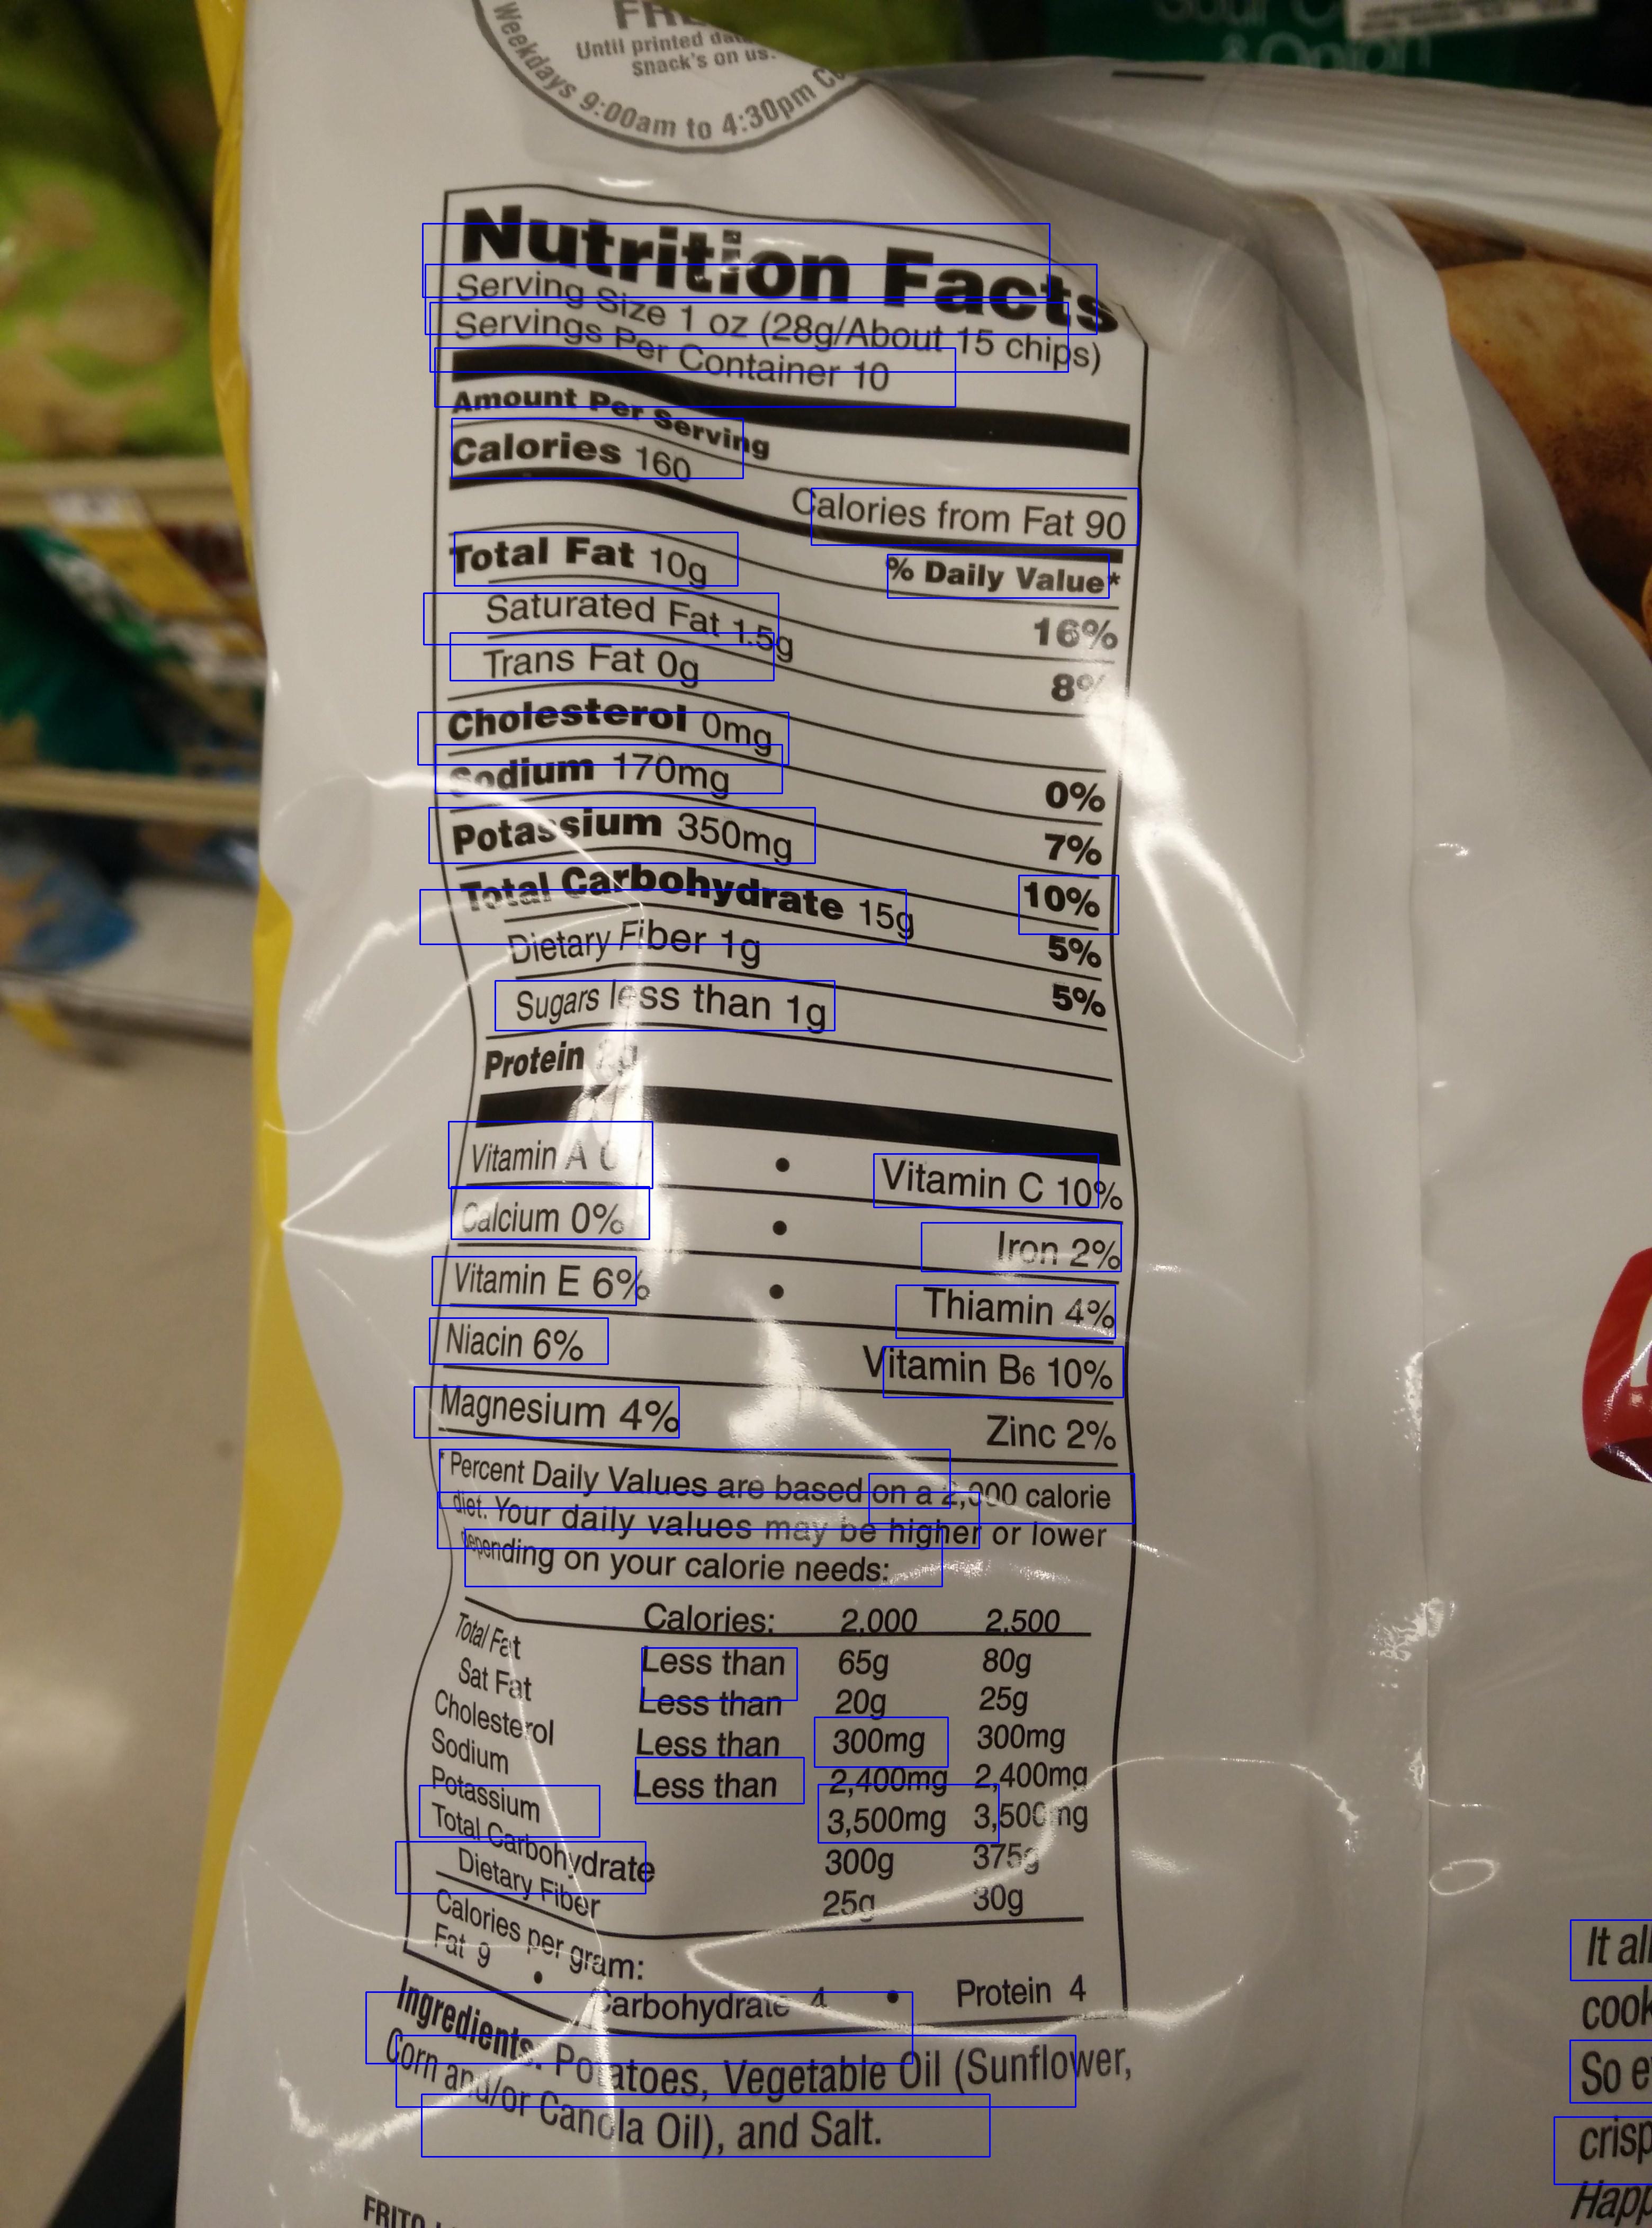 Until printed
snack's on us.
Weekdays 9:00am to 4:30pm
Sour
& Onion
Nutrition Facts
Serving Size 1 oz (28g/About 15 chips)
Servings Per Container 10
Amount Per Serving
Calories 160
Calories from Fat 90
% Daily Value*
Total Fat 10g 16%
Saturated Fat 1.5g 8%
Trans Fat 0g
Cholesterol 0mg 0%
Sodium 170mg 7%
Potassium 350mg 10%
Total Carbohydrate 15g 5%
Dietary Fiber 1g 5%
Sugars less than 1g
Protein
Vitamin A • Vitamin C 10%
Calcium 0% • Iron 2%
Vitamin E 6% • Thiamin 4%
Niacin 6% Vitamin B6 10%
Magnesium 4% Zinc 2%
* Percent Daily Values are based on a 2,000 calorie
diet. Your daily values may be higher or lower
depending on your calorie needs:
Calories: 2,000 2,500
Total Fat Less than 65g 80g
Sat Fat Less than 20g 25g
Cholesterol Less than 300mg 300mg
Sodium Less than 2,400mg 2,400mg
Potassium 3,500mg 3,500mg
Total Carbohydrate 300g 375g
Dietary Fiber 25g 30g
Calories per gram:
Fat 9 • Carbohydrate 4 • Protein 4
Ingredients: Potatoes, Vegetable Oil (Sunflower,
Corn and/or Canola Oil), and Salt.
It
So